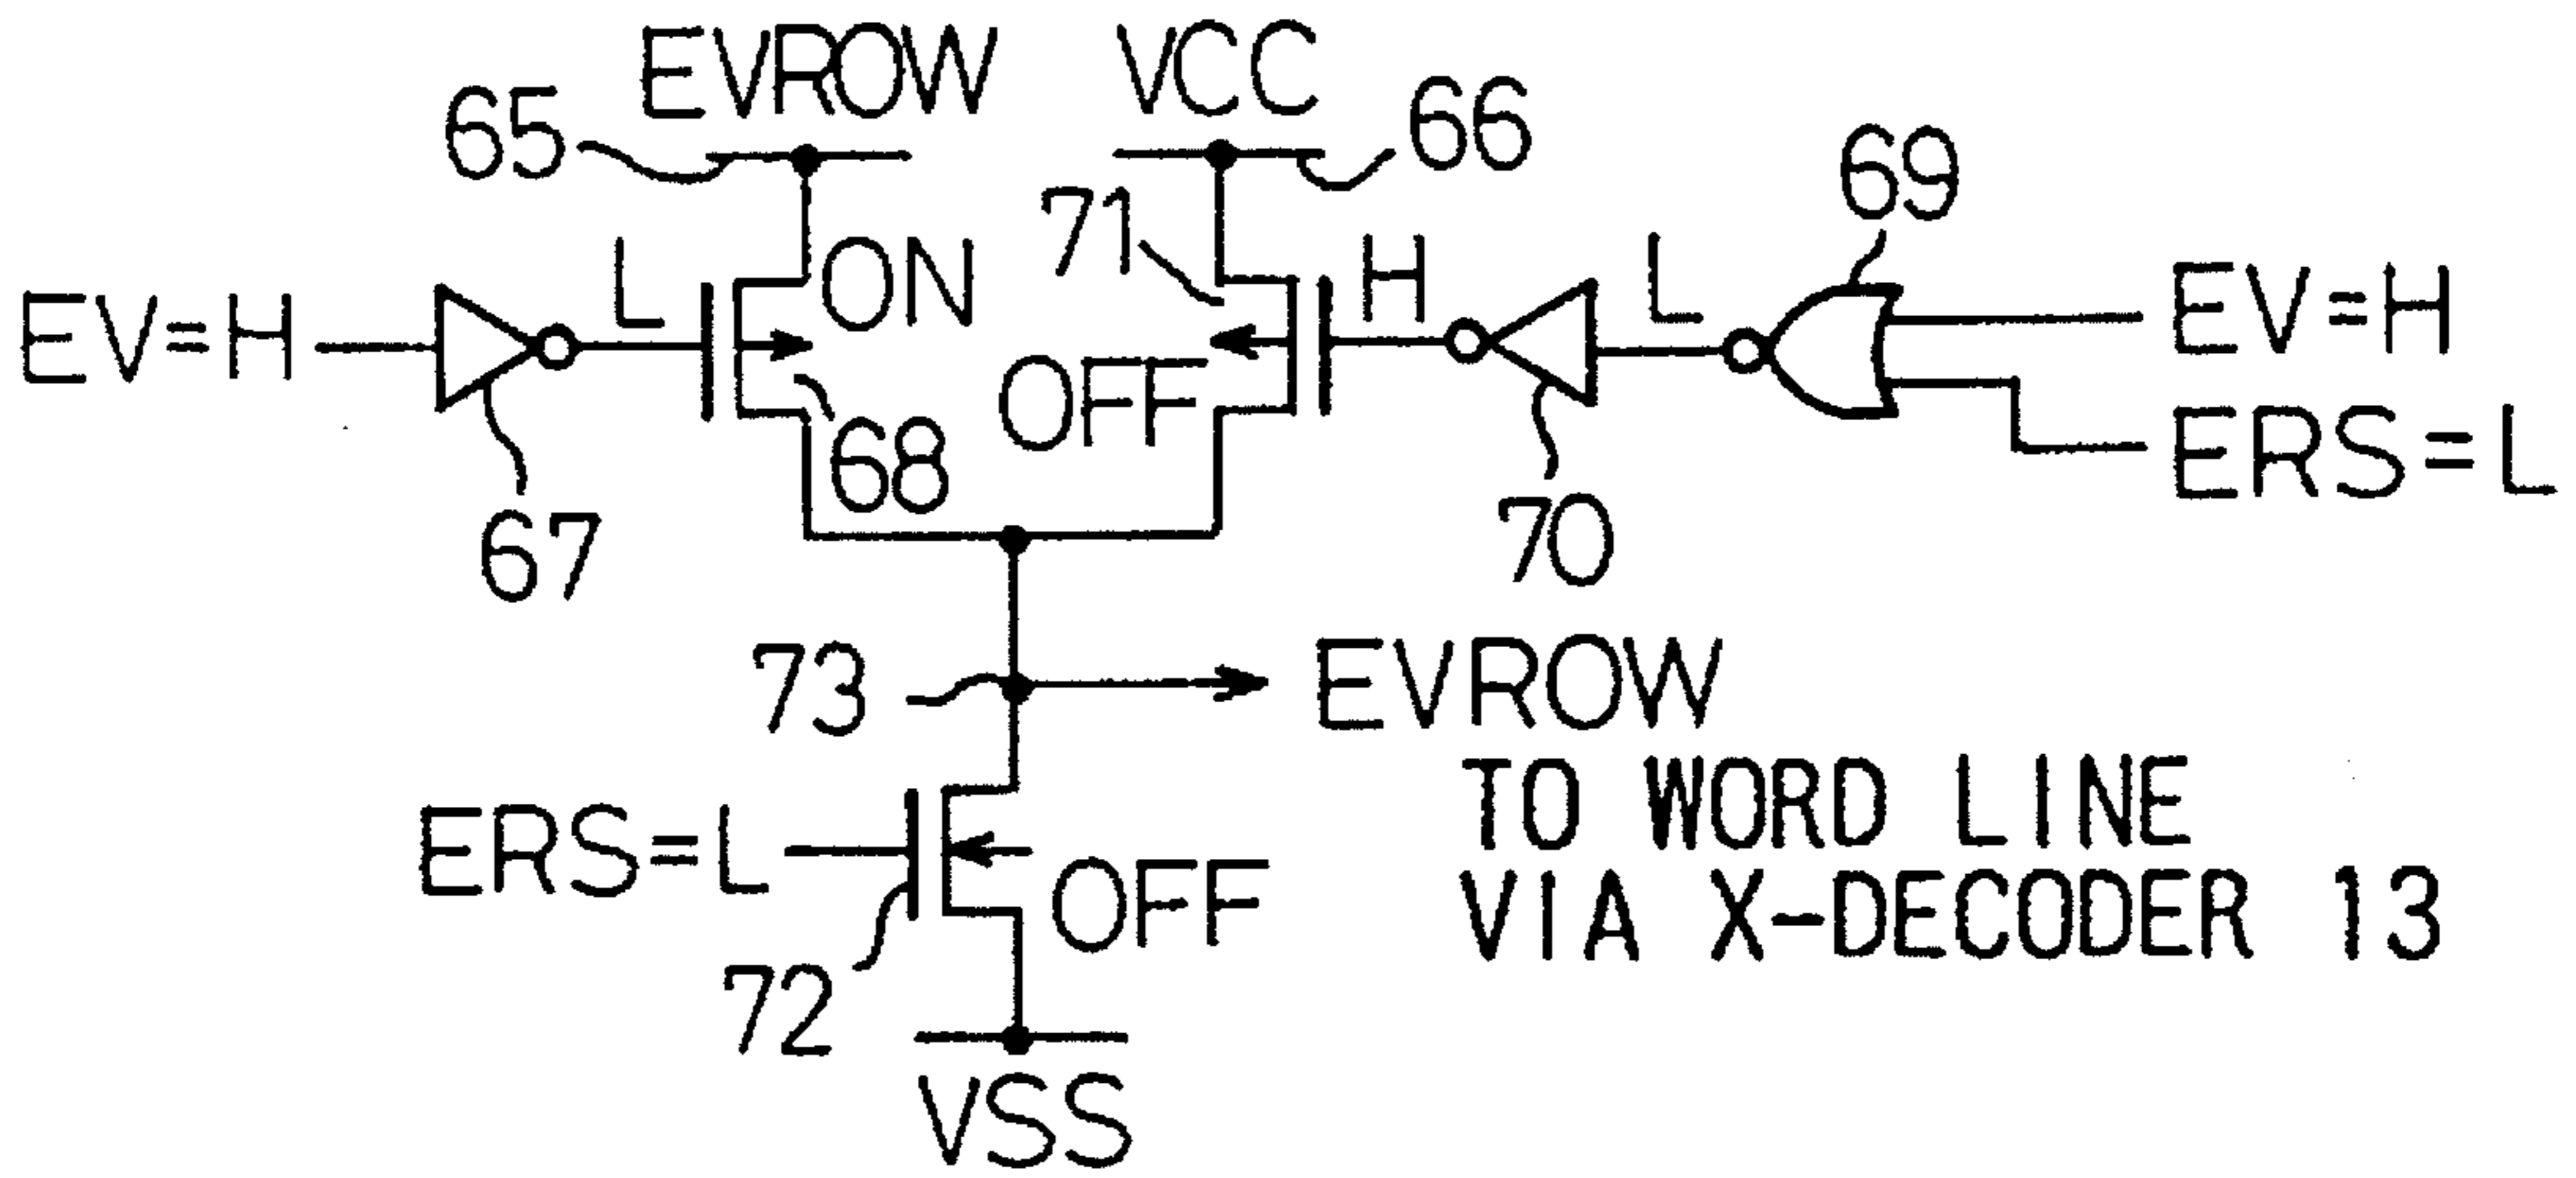 EVROW
VCC
65
66
69
71
L
ON
H
L
EV=H
EV=H
OFF
ERS=L
68
67
70
73
EVROW
TO WORD LINE
VIA X-DECODER 13
ERS=L
OFF
72
VSS